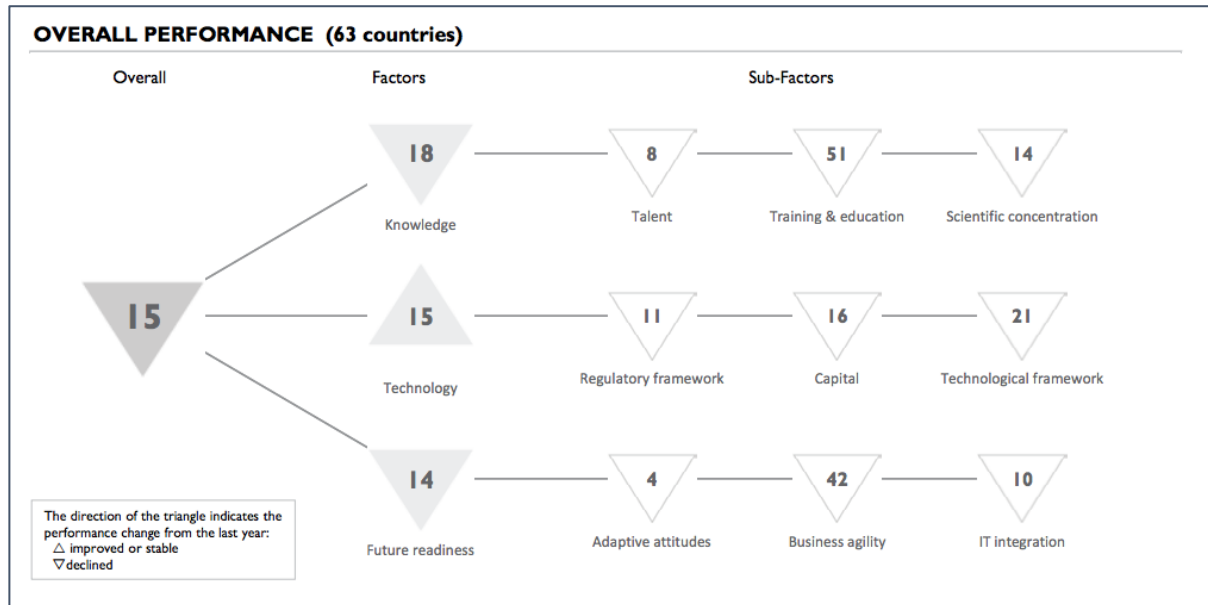 OVERALL PERFORMANCE (63 countries)
Overall Factors Sub-Factors
18 8 51 14
Knowledge Talent Training & education Scientific concentration
15 15 11 16 21
Technology Regulatory framework Capital Technological framework
14 4 42 10
Future readiness Adaptive attitudes Business agility IT integration
The direction of the triangle indicates the
performance change from the last year:
△ improved or stable
▽ declined